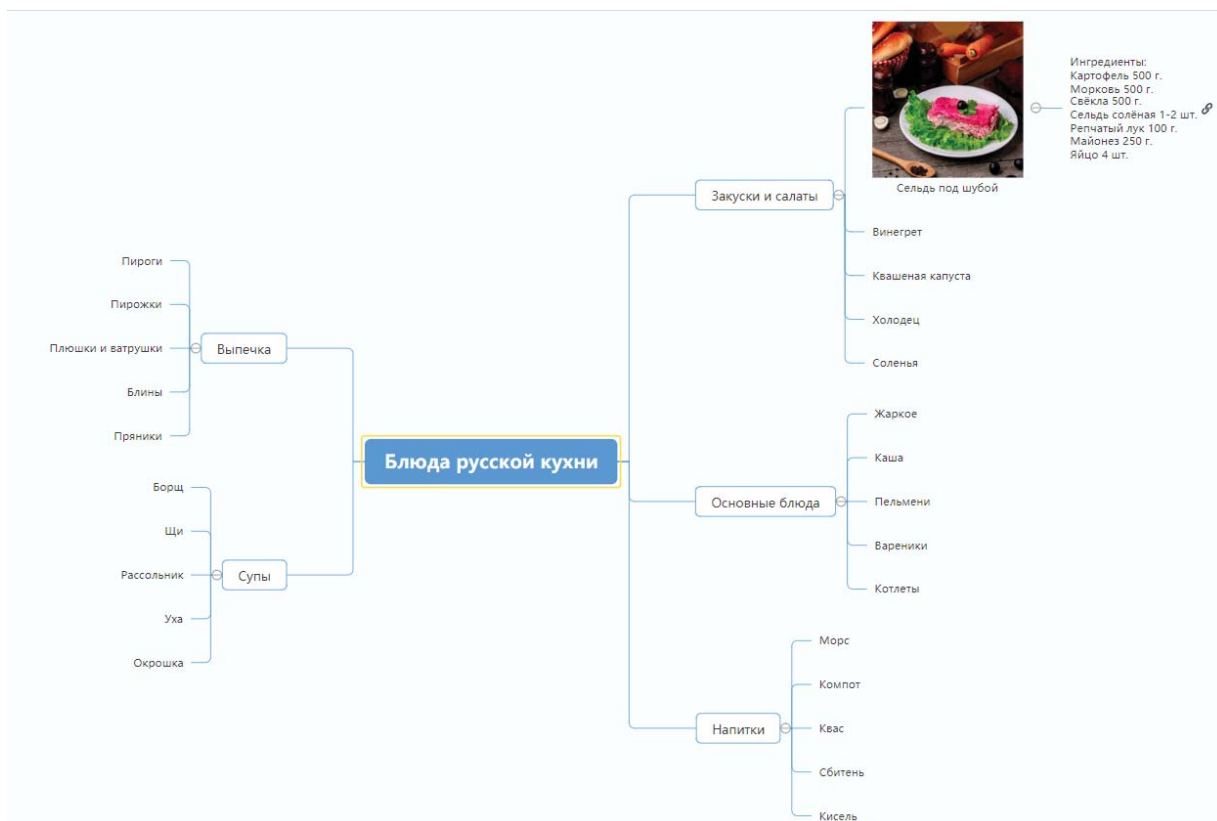 Блюда русской кухни
Закуски и салаты
Сельдь под шубой
Ингредиенты:
Картофель 500 г.
Морковь 500 г.
Свёкла 500 г.
Сельдь солёная 1-2 шт.
Репчатый лук 100 г.
Майонез 250 г.
Яйцо 4 шт.
Винегрет
Квашеная капуста
Холодец
Соленья
Основные блюда
Жаркое
Каша
Пельмени
Вареники
Котлеты
Напитки
Морс
Компот
Квас
Сбитень
Кисель
Выпечка
Пироги
Пирожки
Плюшки и ватрушки
Блины
Пряники
Супы
Борщ
Щи
Рассольник
Уха
Окрошка